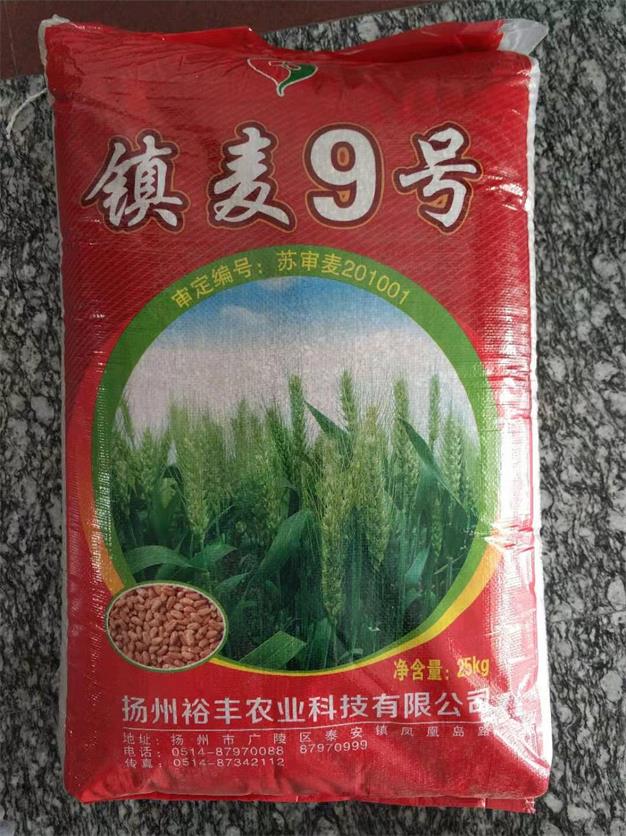 镇麦9号
审定编号：苏审麦201001
净含量：25kg
扬州裕丰农业科技有限公司
地址：扬州市广陵区泰安镇凤凰岛路
电话：0514-87970088 87970999
传真：0514-87342112